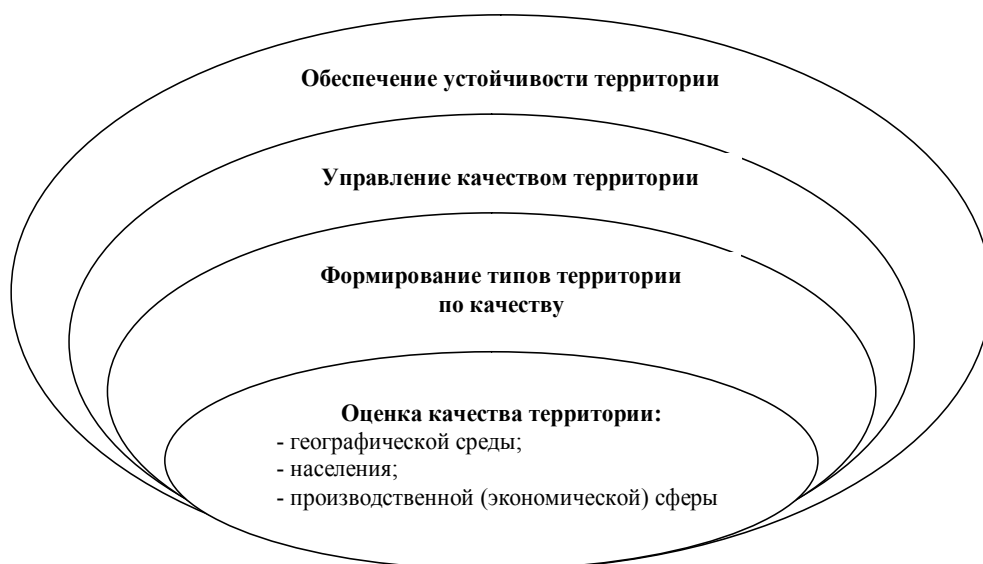 Обеспечение устойчивости территории
Управление качеством территории
Формирование типов территории
по качеству
Оценка качества территории:
- географической среды;
- населения;
- производственной (экономической) сферы